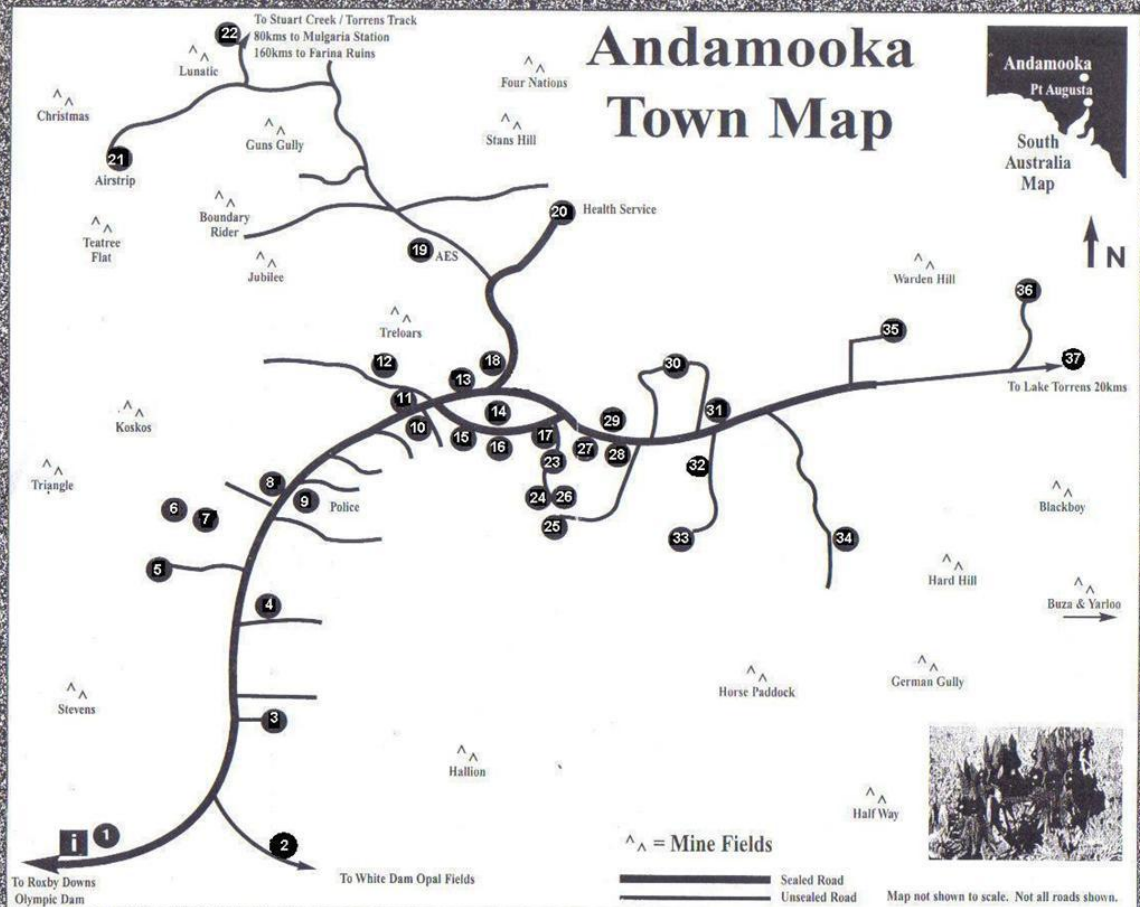 Andamooka
Town Map
22
To Stuart Creek / Torrens Track
80kms to Mulgaria Station
160kms to Farina Ruins
Lunatic
Four Nations
Christmas
Guns Gully
Stans Hill
21
Airstrip
Andamooka
Pt Augusta
South
Australia
Map
N
Boundary
Rider
20
Health Service
Teatree
Flat
19
AES
Jubilee
Warden Hill
36
Treloars
35
12
18
30
37
To Lake Torrens 20kms
13
11
14
29
31
Koskos
10
15
16
17
27
28
23
32
Triangle
8
9
Police
24
26
25
6
7
33
34
Blackboy
5
Hard Hill
4
Buza & Yarloo
Stevens
3
Horse Paddock
German Gully
Hallion
Half Way
i
1
2
To Roxby Downs
Olympic Dam
To White Dam Opal Fields
^^ = Mine Fields
Sealed Road
Unsealed Road
Map not shown to scale. Not all roads shown.